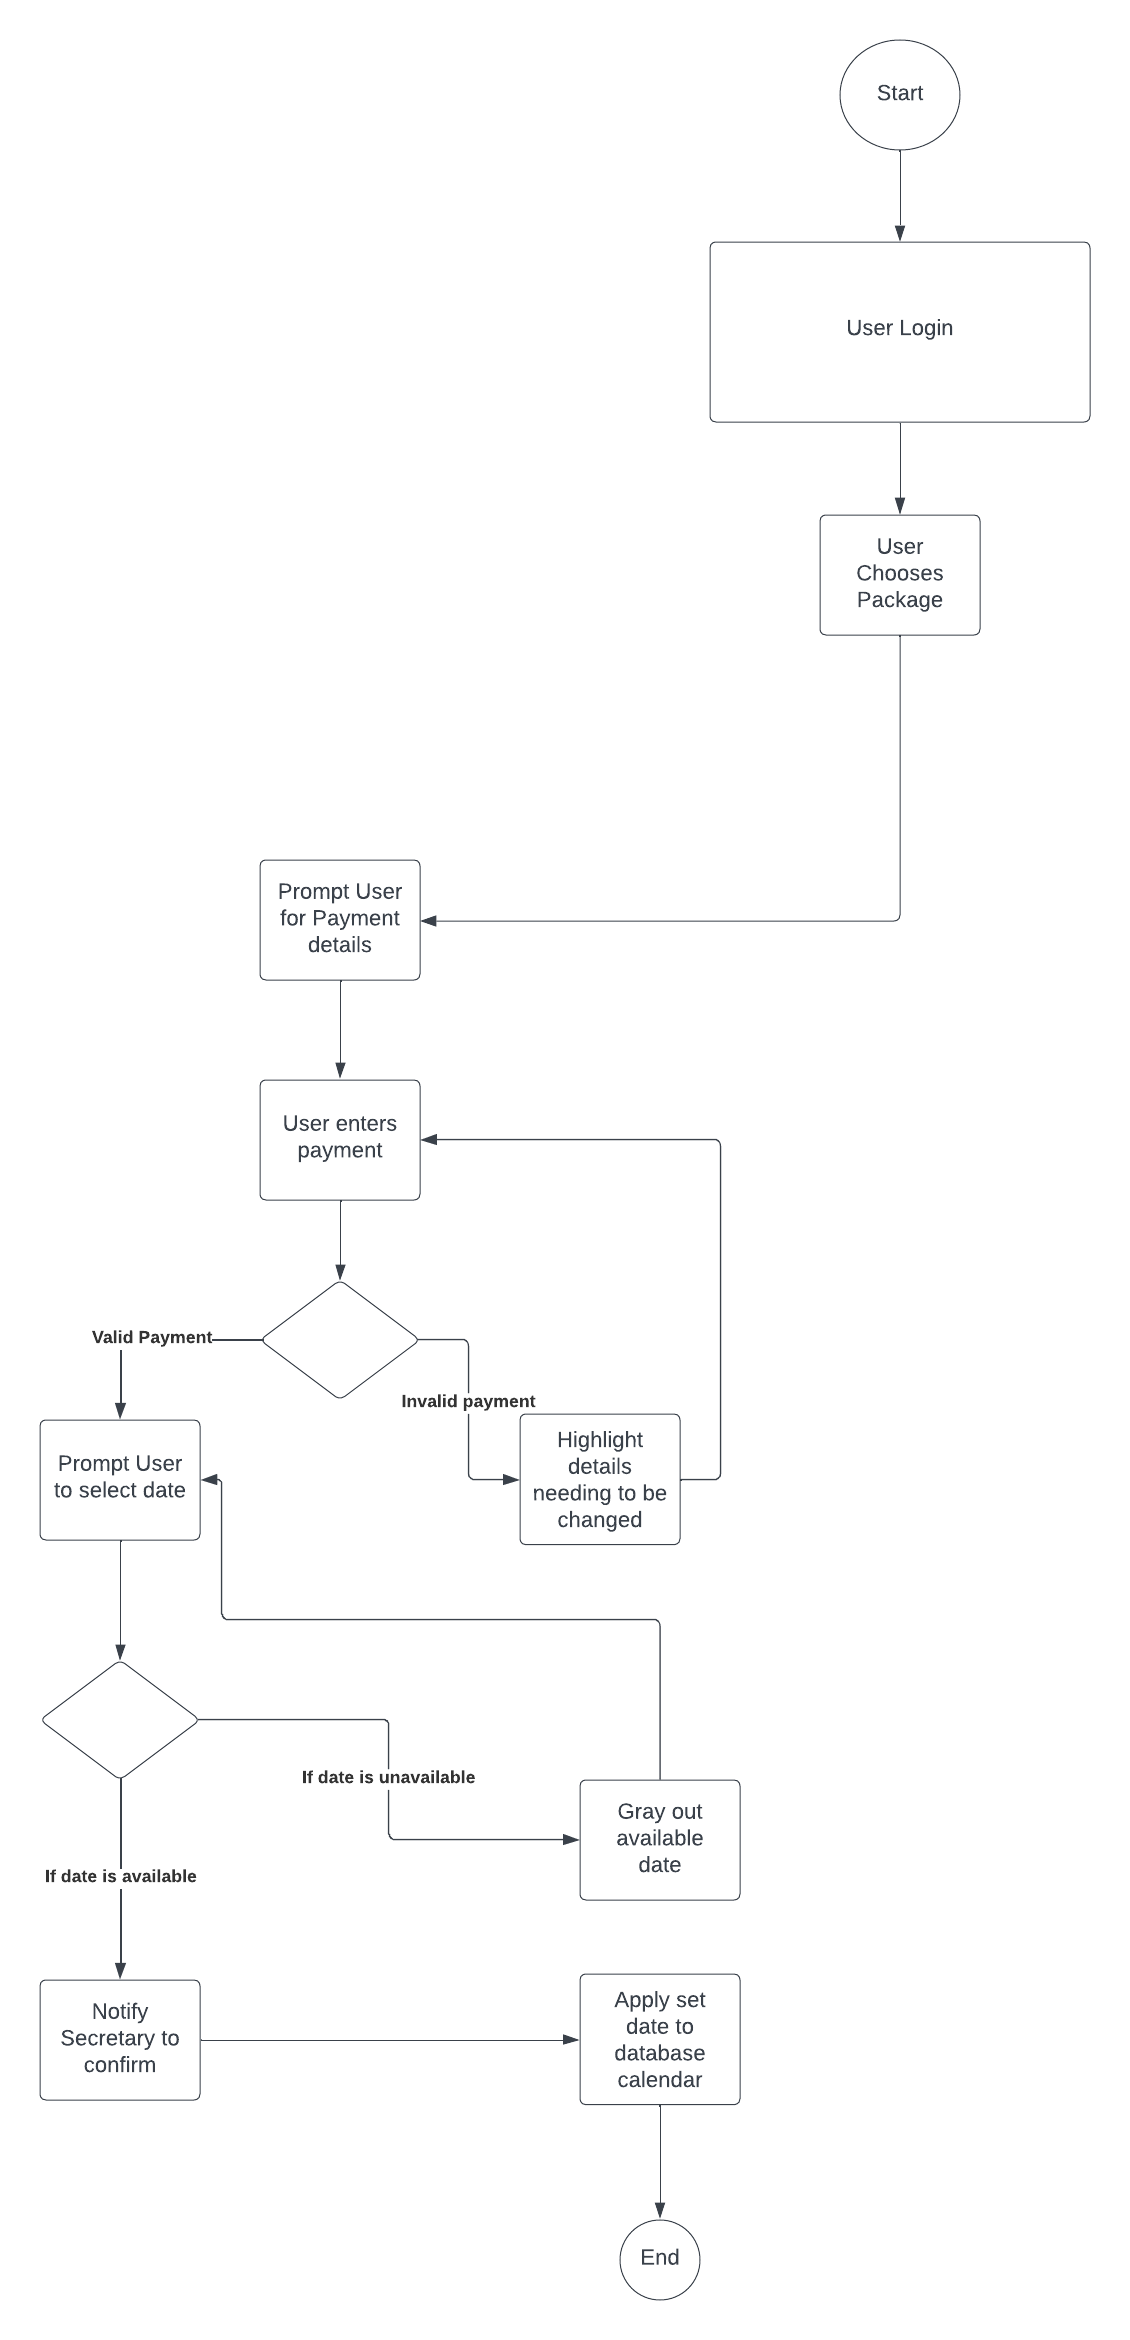 Start
User Login
User
Chooses
Package
Prompt User
for Payment
details
User enters
payment
Valid Payment
Invalid payment
Highlight
details
needing to be
changed
Prompt User
to select date
If date is unavailable
Gray out
available
date
If date is available
Notify
Secretary to
confirm
Apply set
date to
database
calendar
End